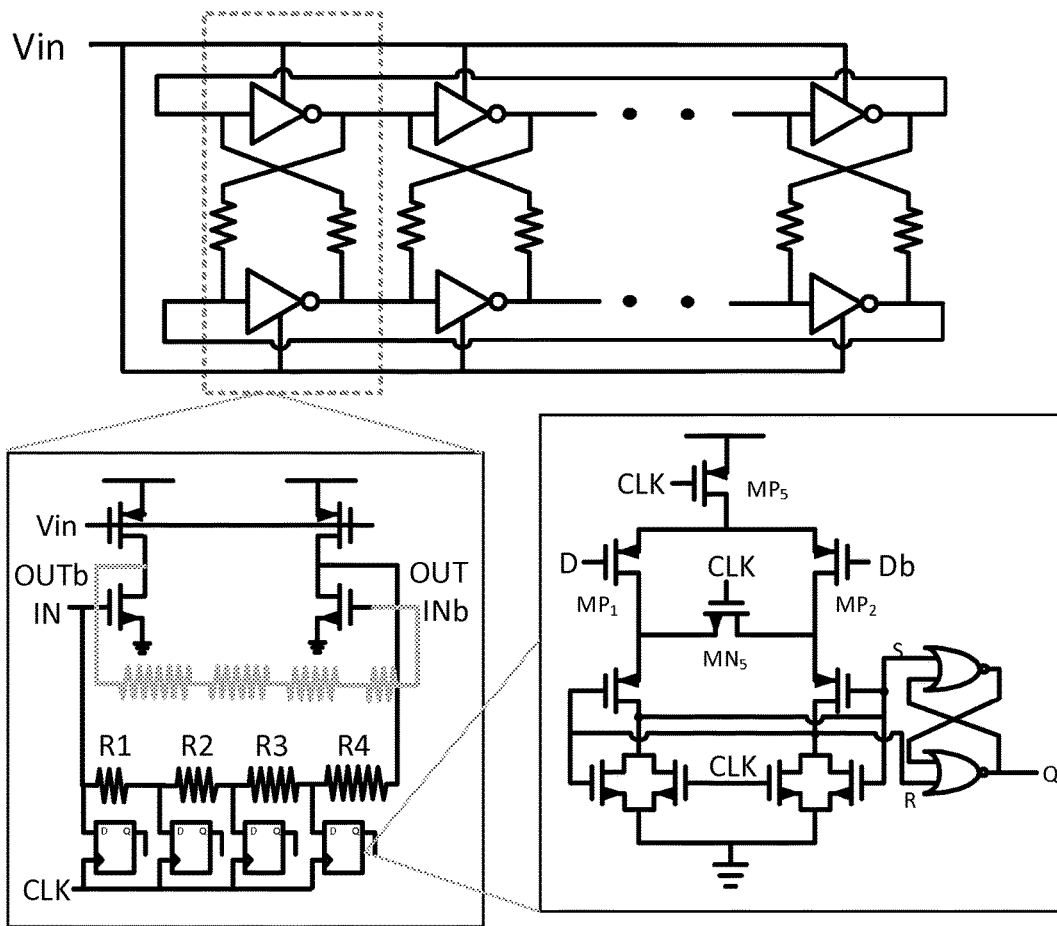 Vin
Vin
OUTb
IN
OUT
INb
R1 R2 R3 R4
D Q D Q D Q D Q
CLK
CLK
MP5
D
MP1
CLK
Db
MP2
MN5
S
CLK
R
Q